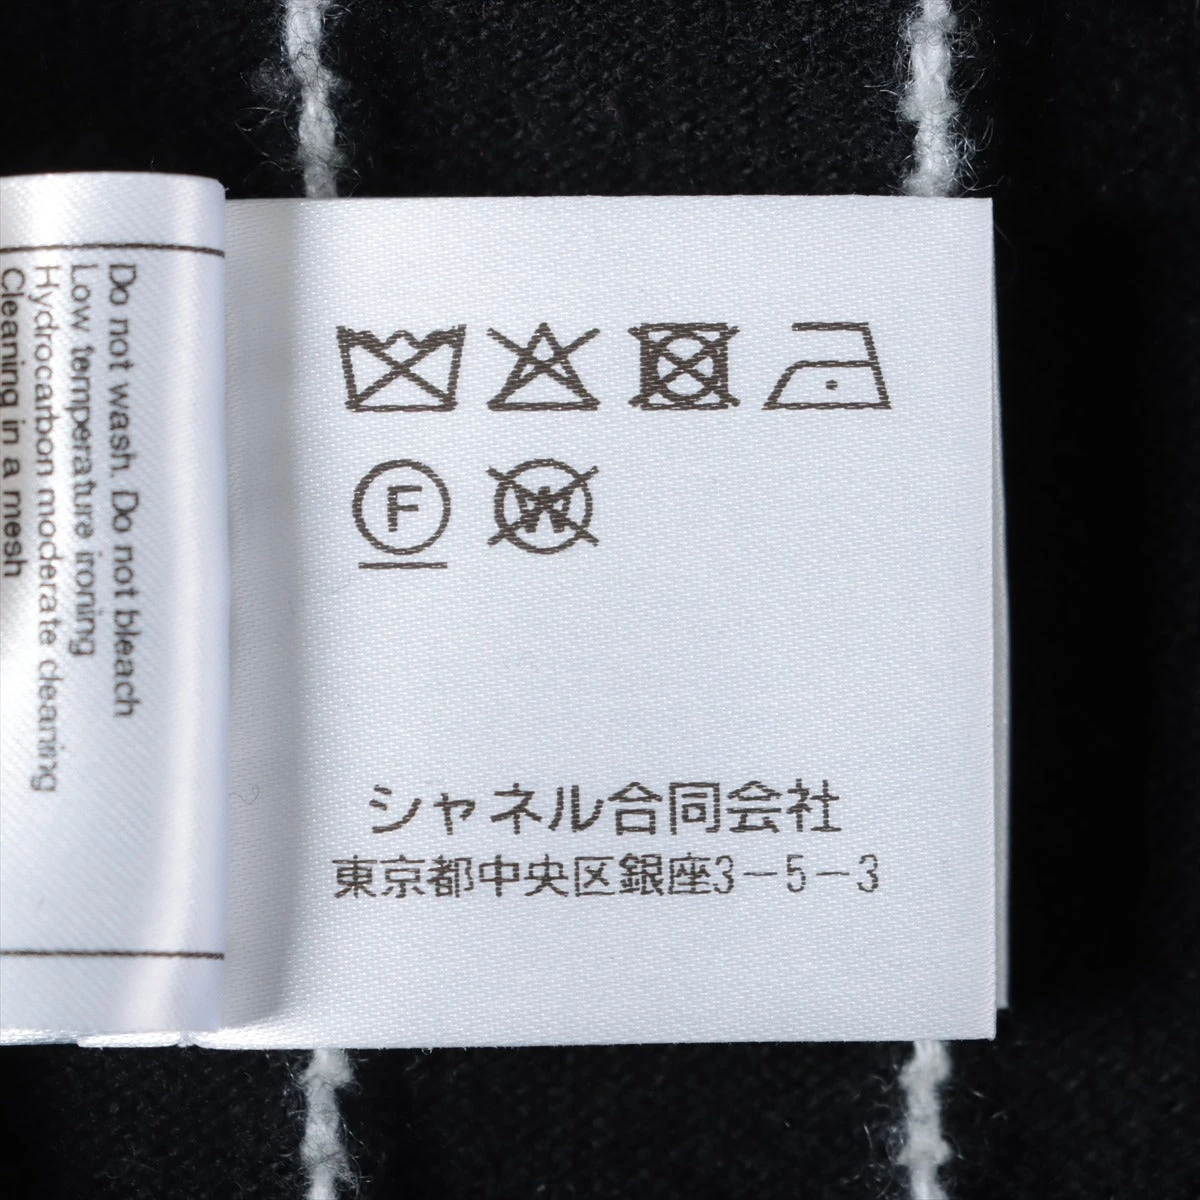 Do not wash. Do not bleach
Low temperature ironing
Hydrocarbon moderate cleaning
Cleaning in a mesh
F
W
シャネル合同会社
東京都中央区銀座3-5-3